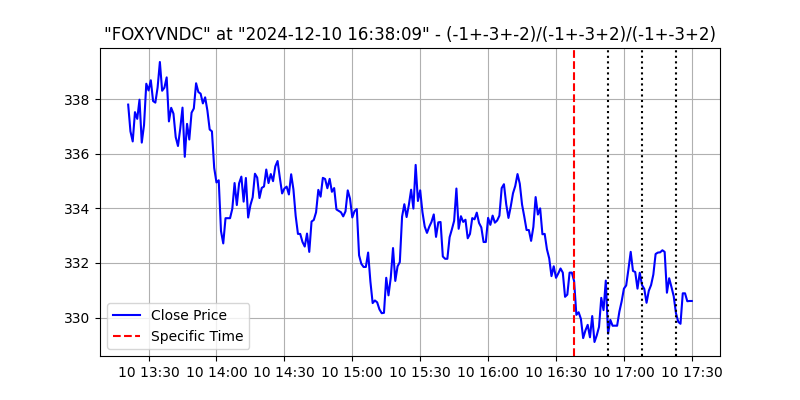 "FOXYVNDC" at "2024-12-10 16:38:09" - (-1+-3+-2)/(-1+-3+2)/(-1+-3+2)
338
336
334
332
330
Close Price
Specific Time
10 13:30 10 14:00 10 14:30 10 15:00 10 15:30 10 16:00 10 16:30 10 17:00 10 17:30